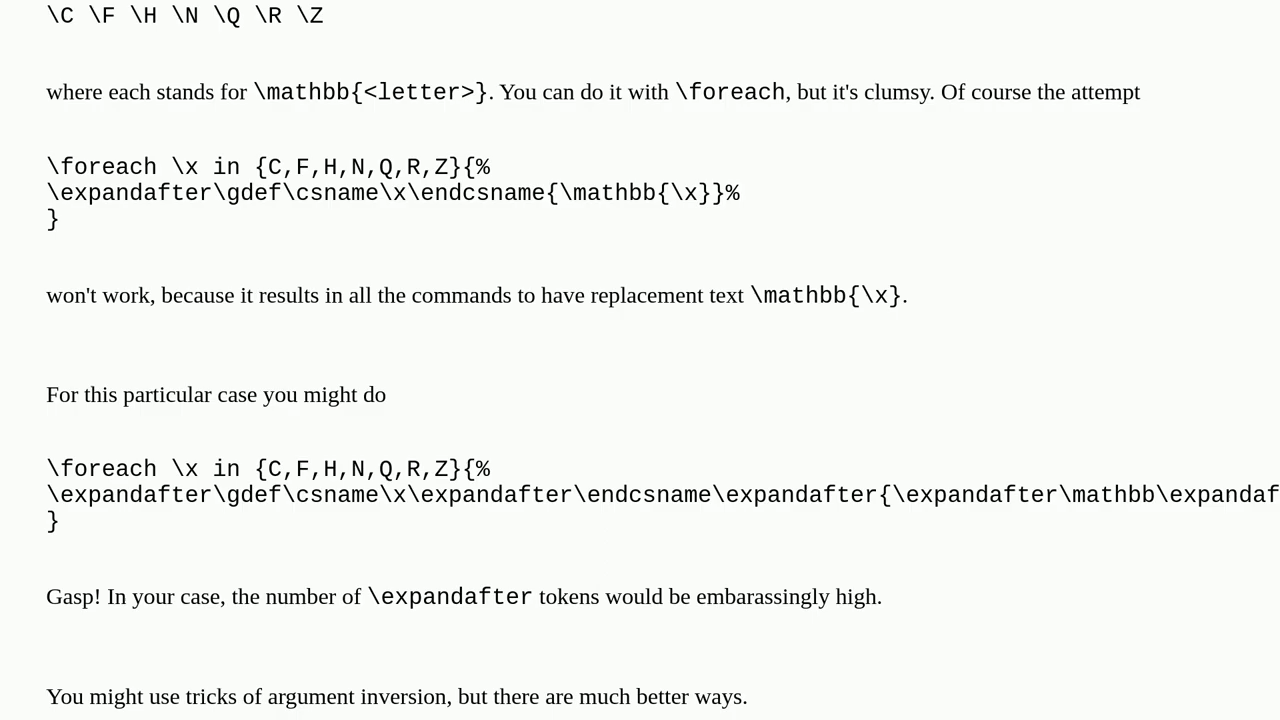 \C \F \H \N \Q \R \Z
where each stands for \mathbb{<letter>}. You can do it with \foreach, but it's clumsy. Of course the attempt
\foreach \x in {C,F,H,N,Q,R,Z}{%
\expandafter\gdef\csname\x\endcsname{\mathbb{\x}}%
}
won't work, because it results in all the commands to have replacement text \mathbb{\x}.
For this particular case you might do
\foreach \x in {C,F,H,N,Q,R,Z}{%
\expandafter\gdef\csname\x\expandafter\endcsname\expandafter{\expandafter\mathbb\expandaf
}
Gasp! In your case, the number of \expandafter tokens would be embarassingly high.
You might use tricks of argument inversion, but there are much better ways.